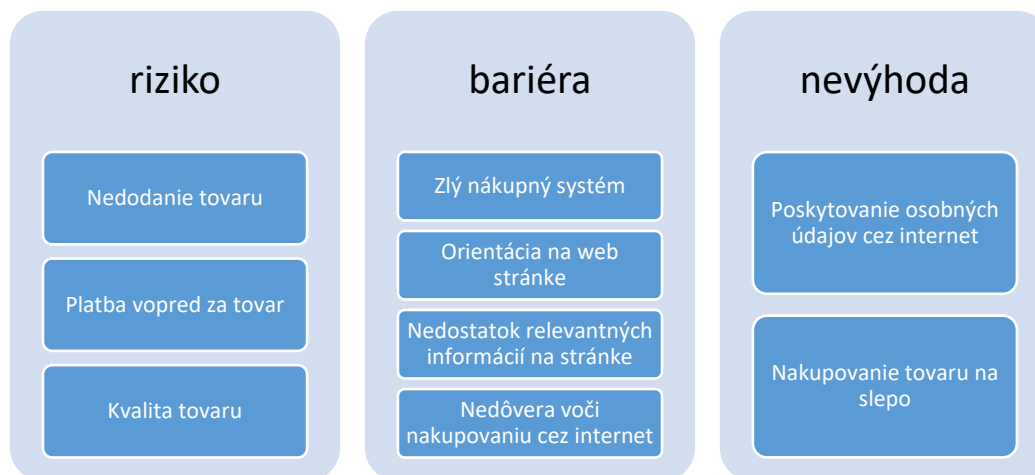 riziko
Nedodanie tovaru
Platba vopred za tovar
Kvalita tovaru
bariéra
Zlý nákupný systém
Orientácia na web
stránke
Nedostatok relevantných
informácií na stránke
Nedôvera voči
nakupovaniu cez internet
nevýhoda
Poskytovanie osobných
údajov cez internet
Nakupovanie tovaru na
slepo